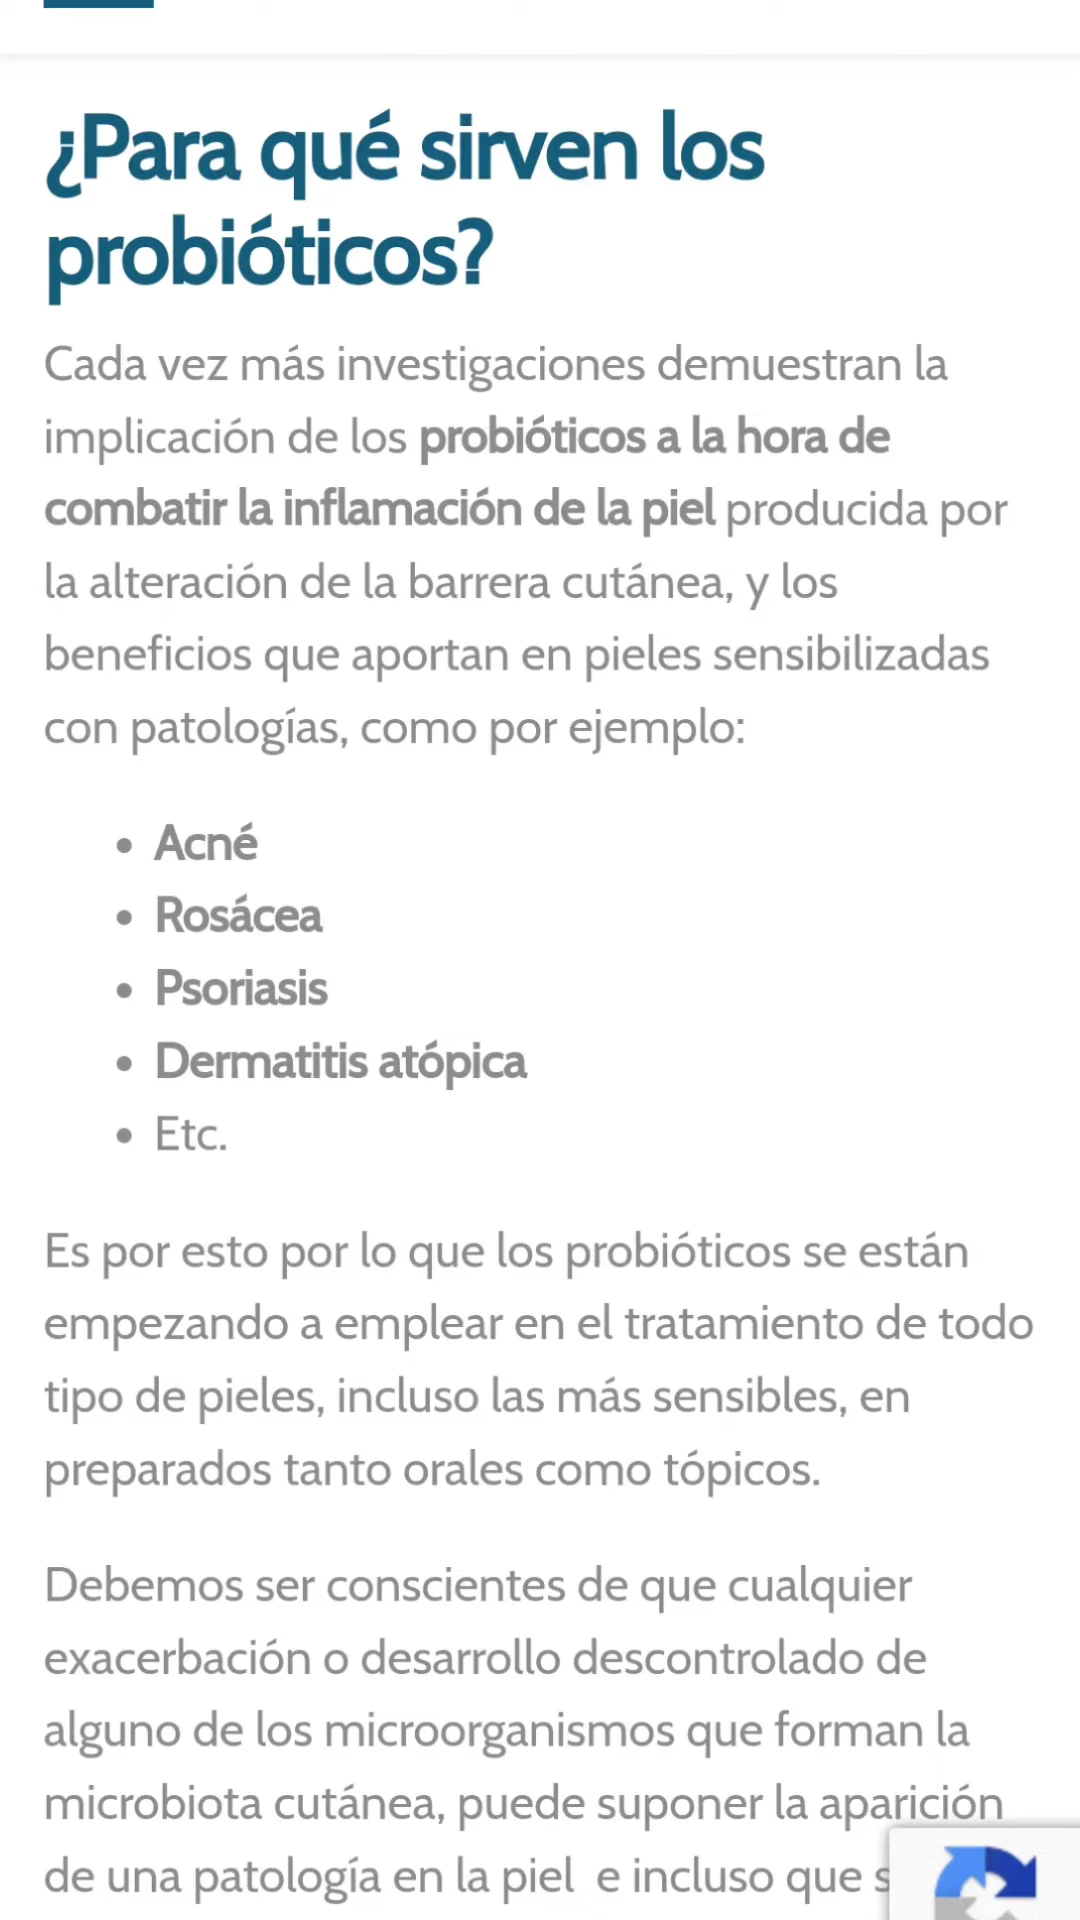 ¿Para qué sirven los
probióticos?
Cada vez más investigaciones demuestran la
implicación de los probióticos a la hora de
combatir la inflamación de la piel producida por
la alteración de la barrera cutánea, y los
beneficios que aportan en pieles sensibilizadas
con patologías, como por ejemplo:
• Acné
• Rosácea
• Psoriasis
• Dermatitis atópica
• Etc.
Es por esto por lo que los probióticos se están
empezando a emplear en el tratamiento de todo
tipo de pieles, incluso las más sensibles, en
preparados tanto orales como tópicos.
Debemos ser conscientes de que cualquier
exacerbación o desarrollo descontrolado de
alguno de los microorganismos que forman la
microbiota cutánea, puede suponer la aparición
de una patología en la piel e incluso que